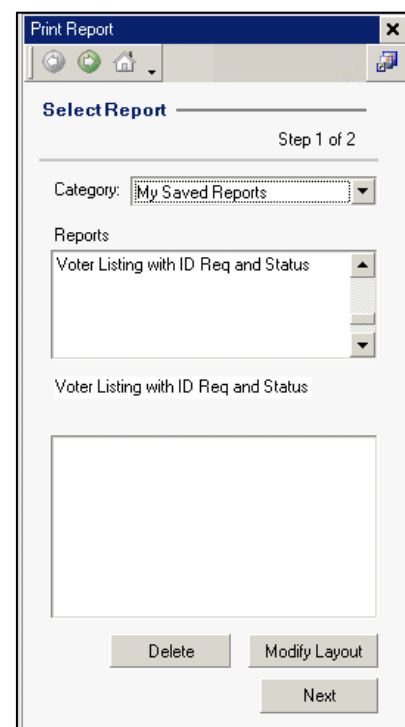 Print Report
Select Report
Step 1 of 2
Category: My Saved Reports
Reports
Voter Listing with ID Req and Status
Voter Listing with ID Req and Status
Delete Modify Layout
Next